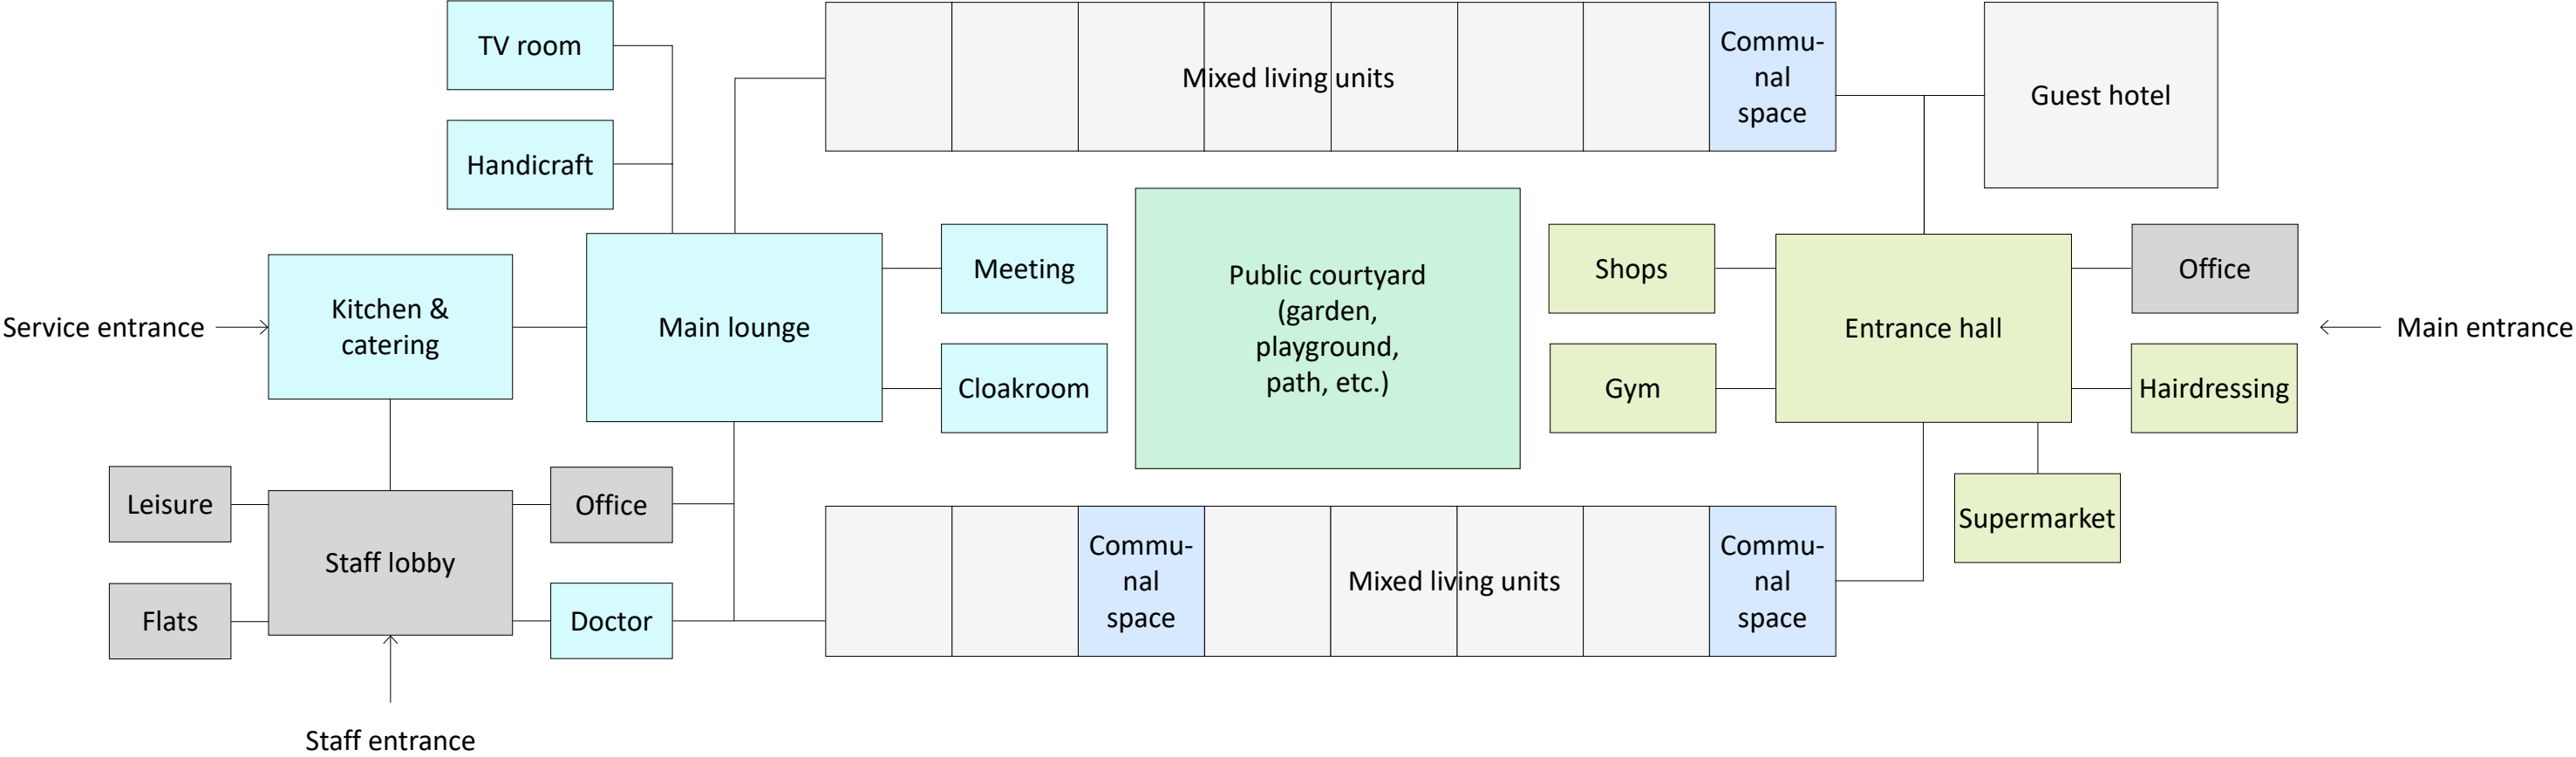 TV room
Handicraft
Mixed living units
Commu-
nal
space
Guest hotel
Service entrance
Kitchen &
catering
Main lounge
Meeting
Cloakroom
Public courtyard
(garden,
playground,
path, etc.)
Shops
Gym
Entrance hall
Office
Hairdressing
Main entrance
Supermarket
Leisure
Flats
Staff lobby
Office
Doctor
Commu-
nal
space
Mixed living units
Commu-
nal
space
Staff entrance